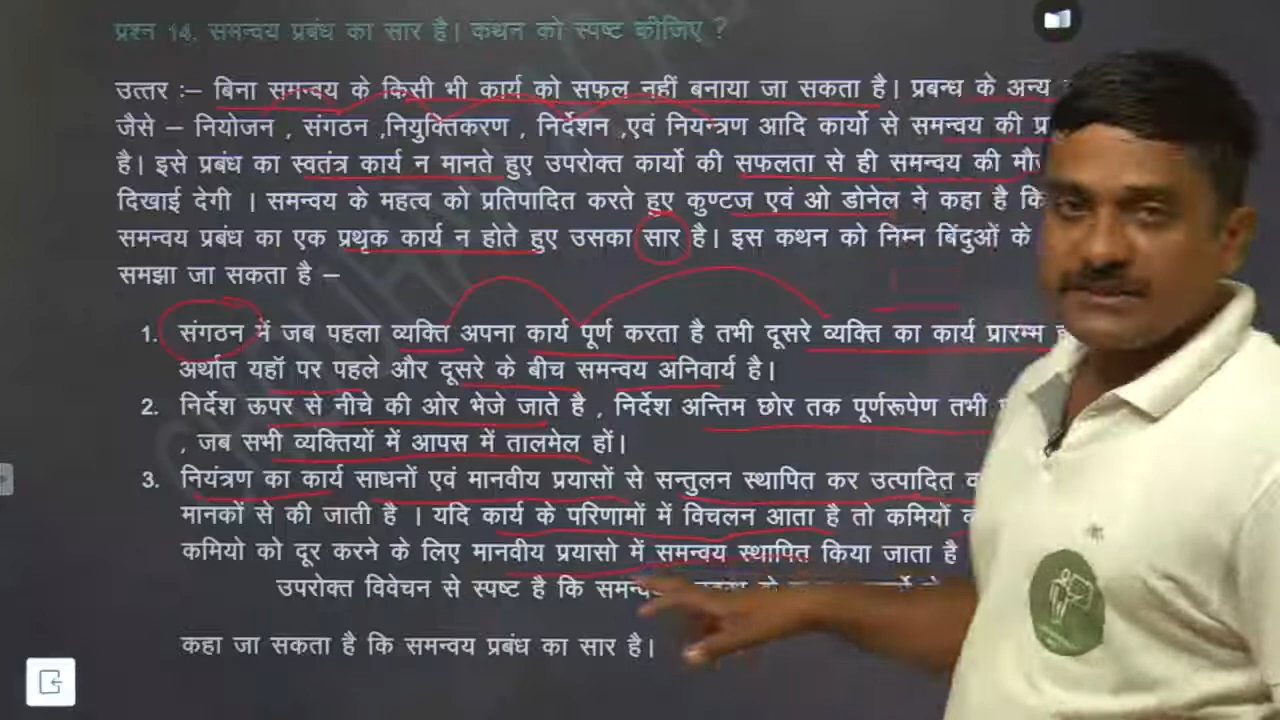 प्रश्न 14. समन्वय प्रबंध का सार है। कथन को स्पष्ट कीजिए ?
उत्तर :– बिना समन्वय के किसी भी कार्य को सफल नहीं बनाया जा सकता है। प्रबन्ध के अन्य
जैसे – नियोजन , संगठन ,नियुक्तिकरण , निर्देशन ,एवं नियन्त्रण आदि कार्यो से समन्वय की
है। इसे प्रबंध का स्वतंत्र कार्य न मानते हुए उपरोक्त कार्यो की सफलता से ही समन्वय की
दिखाई देगी । समन्वय के महत्व को प्रतिपादित करते हुए कुण्टज एवं ओ डोनेल ने कहा है कि
समन्वय प्रबंध का एक प्रथृक कार्य न होते हुए उसका सार है। इस कथन को निम्न बिंदुओं के
समझा जा सकता है –
1. संगठन में जब पहला व्यक्ति अपना कार्य पूर्ण करता है तभी दूसरे व्यक्ति का कार्य प्रारम्भ
अर्थात यहॉ पर पहले ओर दूसरे के बीच समन्वय अनिवार्य है।
2. निर्देश ऊपर से नीचे की ओर भेजे जाते है , निर्देश अन्तिम छोर तक पूर्णरूपेण तभी
, जब सभी व्यक्तियों में आपस में तालमेल हों।
3. नियंत्रण का कार्य साधनों एवं मानवीय प्रयासों से सन्तुलन स्थापित कर उत्पादित
मानकों से की जाती है । यदि कार्य के परिणामों में विचलन आता है तो कमियों
कमियो को दूर करने के लिए मानवीय प्रयासो में समन्वय स्थापित किया जाता है
उपरोक्त विवेचन से स्पष्ट है कि
कहा जा सकता है कि समन्वय प्रबंध का सार है।